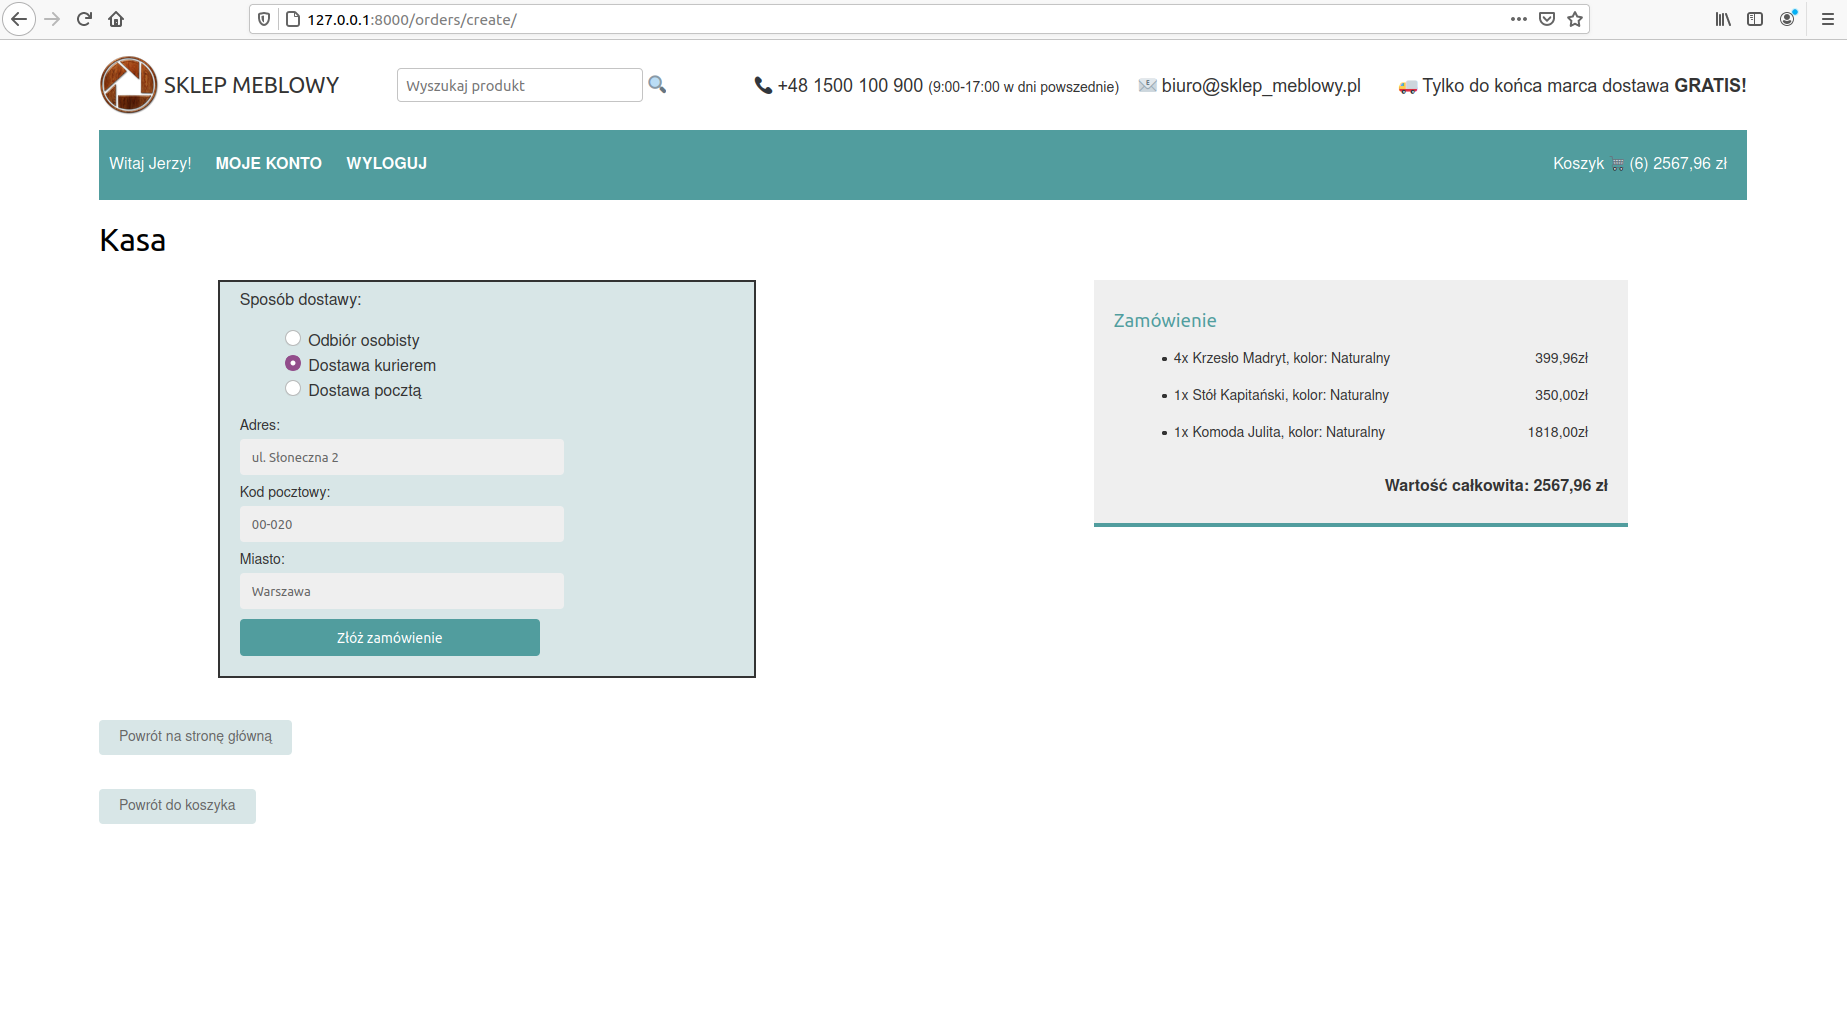 127.0.0.1:8000/orders/create/
SKLEP MEBLOWY
Wyszukaj produkt
+48 1500 100 900 (9:00-17:00 w dni powszednie)
biuro@sklep_meblowy.pl
Tylko do końca marca dostawa GRATIS!
Witaj Jerzy! MOJE KONTO WYLOGUJ
Koszyk (6) 2567,96 zł
Kasa
Sposób dostawy:
Odbiór osobisty
Dostawa kurierem
Dostawa pocztą
Adres:
ul. Słoneczna 2
Kod pocztowy:
00-020
Miasto:
Warszawa
Złóż zamówienie
Zamówienie
4x Krzesło Madryt, kolor: Naturalny 399,96zł
1x Stół Kapitański, kolor: Naturalny 350,00zł
1x Komoda Julita, kolor: Naturalny 1818,00zł
Wartość całkowita: 2567,96 zł
Powrót na stronę główną
Powrót do koszyka